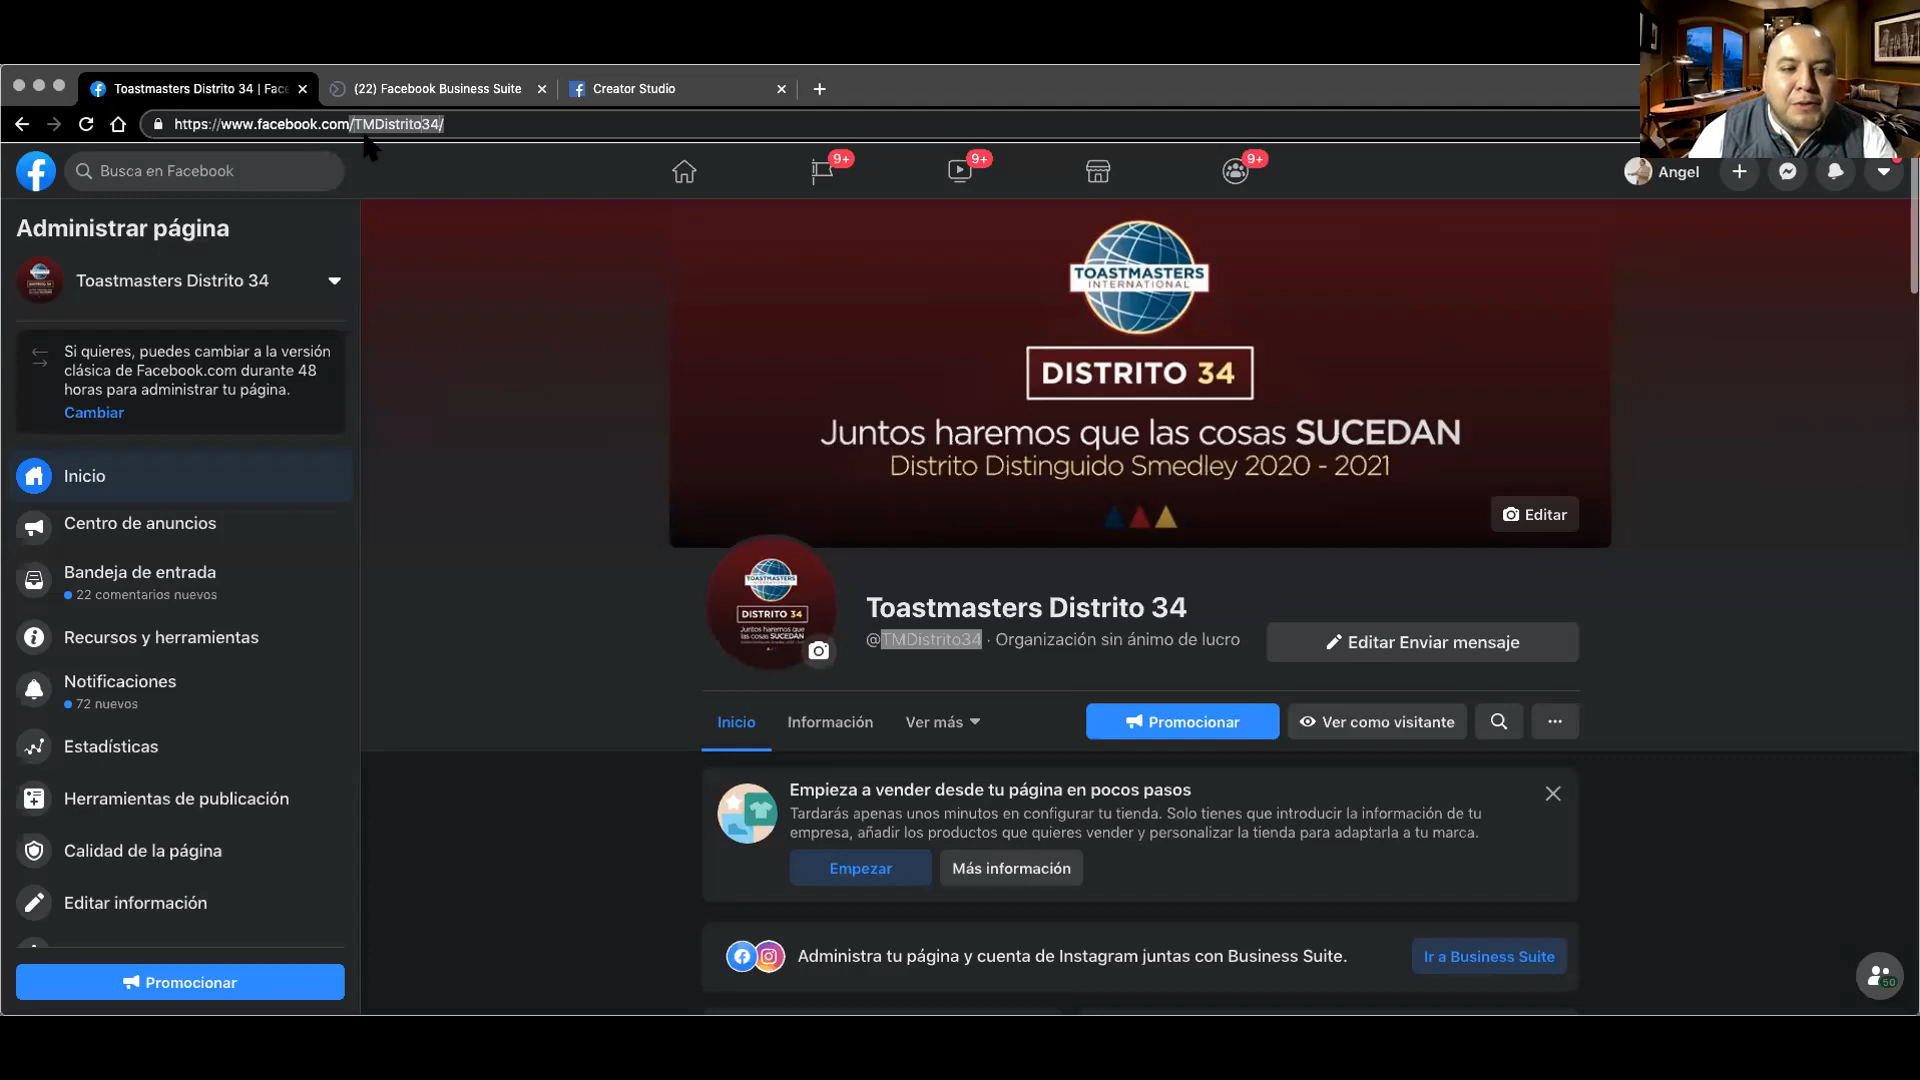 Toastmasters Distrito 34 | Face
(22) Facebook Business Suite
Creator Studio
https://www.facebook.com/TMDistrito34/
Busca en Facebook
9+
9+
9+
Angel
Administrar página
Toastmasters Distrito 34
Si quieres, puedes cambiar a la versión
clásica de Facebook.com durante 48
horas para administrar tu página.
Cambiar
Inicio
Centro de anuncios
Bandeja de entrada
22 comentarios nuevos
Recursos y herramientas
Notificaciones
72 nuevos
Estadísticas
Herramientas de publicación
Calidad de la página
Editar información
Promocionar
TOASTMASTERS
INTERNATIONAL
DISTRITO 34
Juntos haremos que las cosas SUCEDAN
Distrito Distinguido Smedley 2020 - 2021
Editar
TOASTMASTERS
DISTRITO 34
Juntos haremos que
las cosas SUCEDAN
Toastmasters Distrito 34
@TMDistrito34 · Organización sin ánimo de lucro
Editar Enviar mensaje
Inicio
Información
Ver más
Promocionar
Ver como visitante
Empieza a vender desde tu página en pocos pasos
Tardarás apenas unos minutos en configurar tu tienda. Solo tienes que introducir la información de tu
empresa, añadir los productos que quieres vender y personalizar la tienda para adaptarla a tu marca.
Empezar
Más información
Administra tu página y cuenta de Instagram juntas con Business Suite.
Ir a Business Suite
50